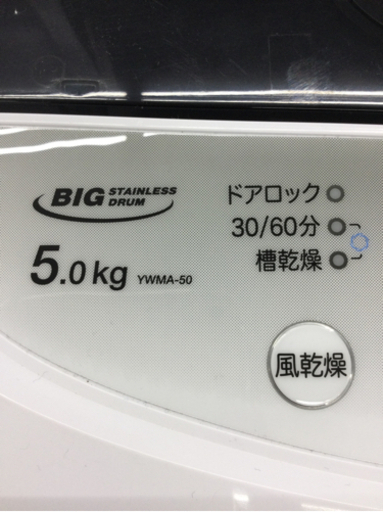 BIG STAINLESS DRUM
5.0kg YWMA-50
ドアロック
30/60分
槽乾燥
風乾燥